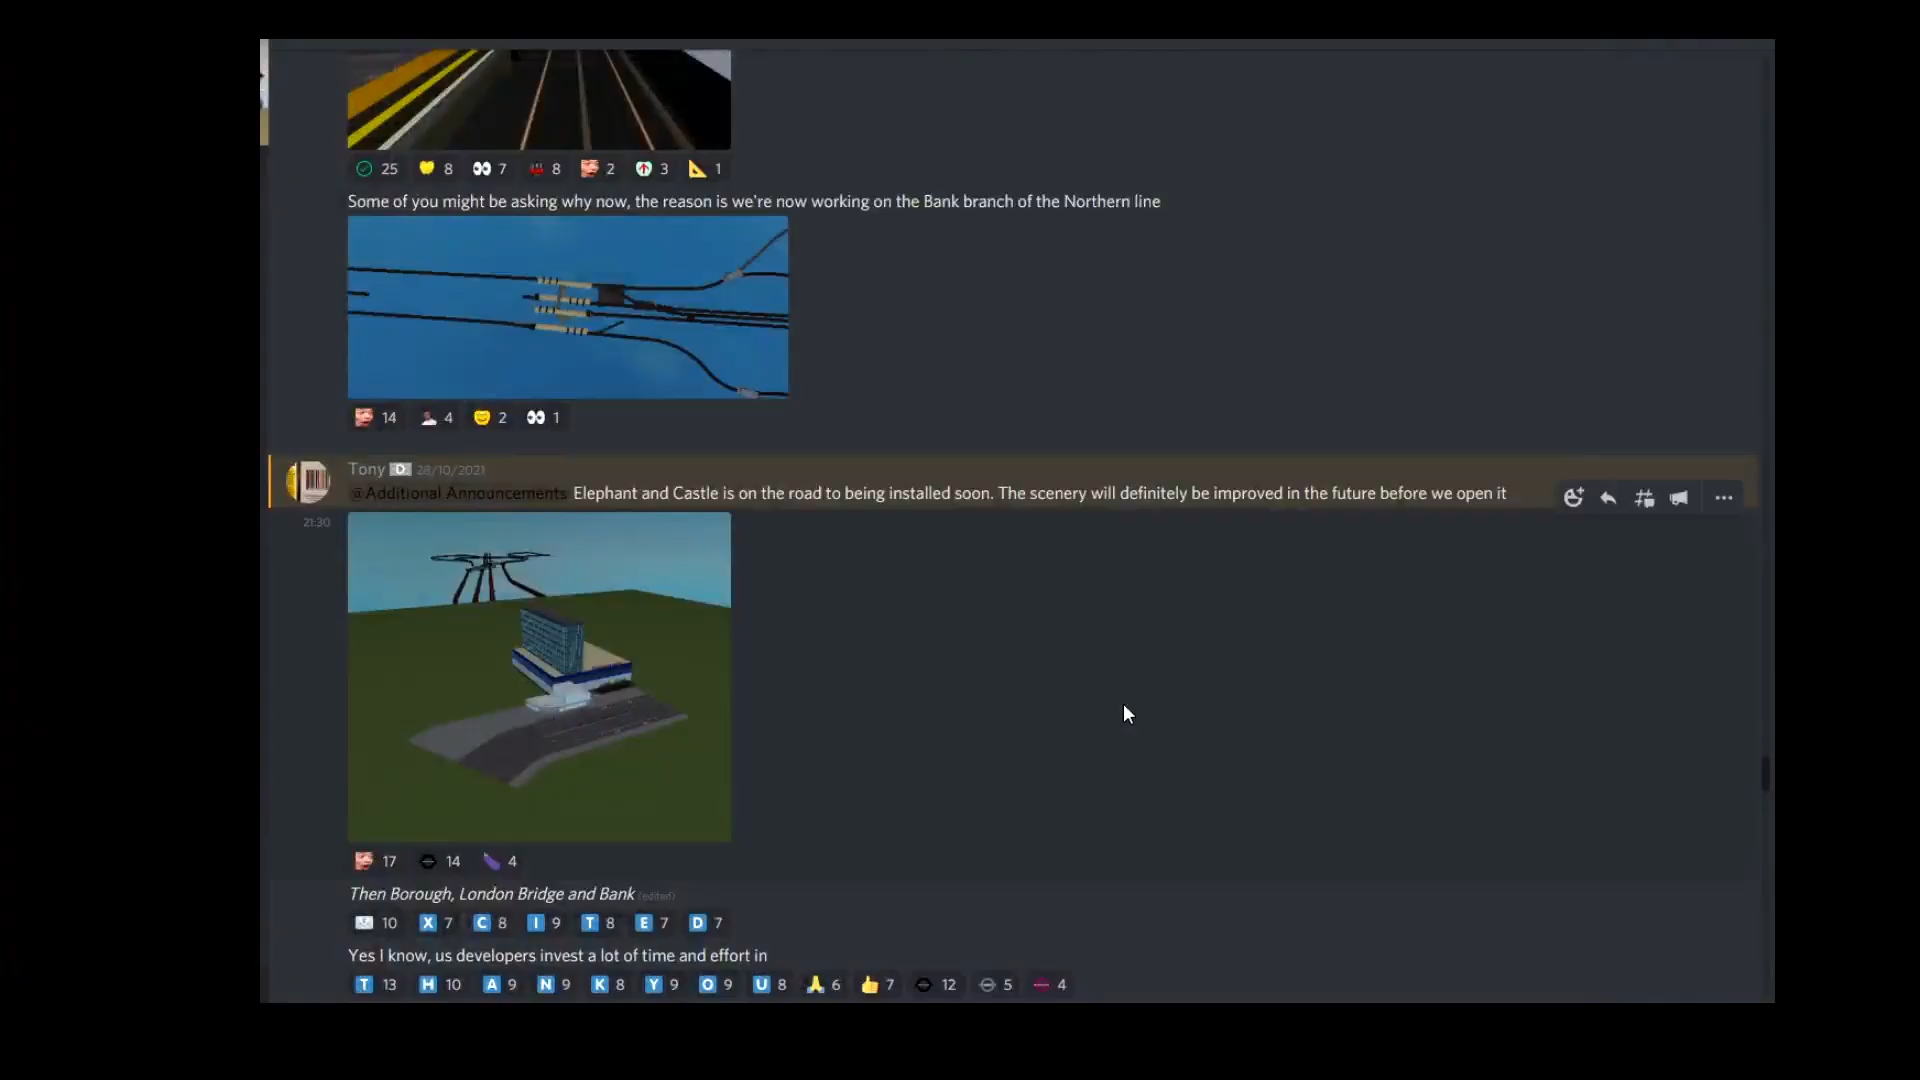 25 8 7 8 2 3 1
Some of you might be asking why now, the reason is we're now working on the Bank branch of the Northern line
14 4 2 1
Tony D 28/10/2021
@Additional Announcements Elephant and Castle is on the road to being installed soon. The scenery will definitely be improved in the future before we open it
21:30
17 14 4
Then Borough, London Bridge and Bank (edited)
10 X 7 C 8 I 9 T 8 E 7 D 7
Yes I know, us developers invest a lot of time and effort in
T 13 H 10 A 9 N 9 K 8 Y 9 O 9 U 8 6 7 12 5 4